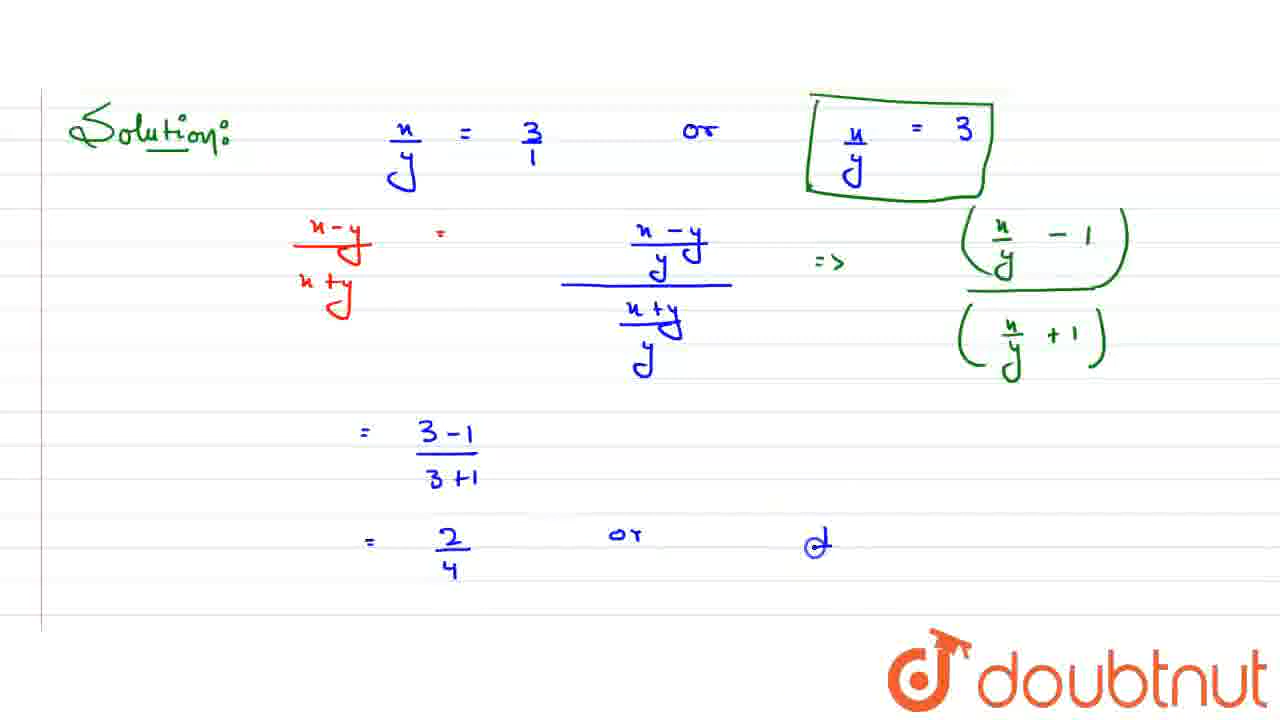 Solution: x/y = 3/1 or x/y = 3
(x-y)/(x+y) = ((x-y)/y)/((x+y)/y) => (x/y - 1)/(x/y + 1)
= (3-1)/(3+1)
= 2/4 or
doubtnut